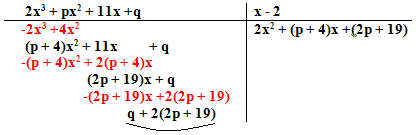 2x³ + px² + 11x +q x - 2
-2x³ +4x² 2x² + (p + 4)x +(2p + 19)
(p + 4)x² + 11x + q
-(p + 4)x² + 2(p + 4)x
(2p + 19)x + q
-(2p + 19)x +2(2p + 19)
q + 2(2p + 19)